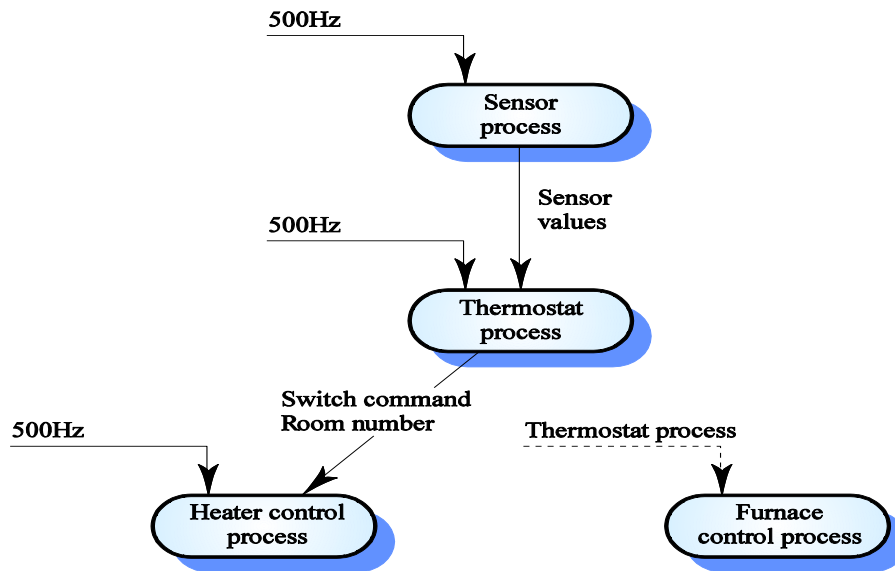 500Hz
Sensor
process
Sensor
values
500Hz
Thermostat
process
Switch command
Room number
500Hz
Thermostat process
Heater control
process
Furnace
control process